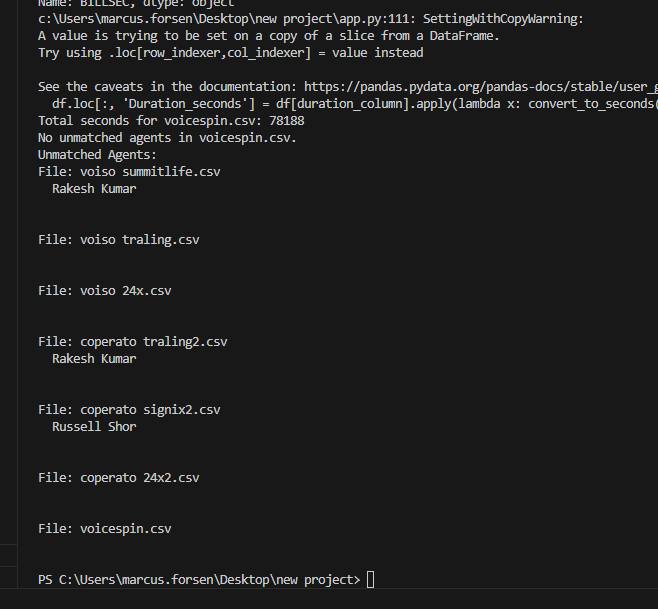 Name: BILLSEC, dtype: object
c:\Users\marcus.forsen\Desktop\new project\app.py:111: SettingWithCopyWarning:
A value is trying to be set on a copy of a slice from a DataFrame.
Try using .loc[row_indexer,col_indexer] = value instead
See the caveats in the documentation: https://pandas.pydata.org/pandas-docs/stable/user_g
df.loc[:, 'Duration_seconds'] = df[duration_column].apply(lambda x: convert_to_seconds(
Total seconds for voicespin.csv: 78188
No unmatched agents in voicespin.csv.
Unmatched Agents:
File: voiso summitlife.csv
Rakesh Kumar
File: voiso traling.csv
File: voiso 24x.csv
File: coperato traling2.csv
Rakesh Kumar
File: coperato signix2.csv
Russell Shor
File: coperato 24x2.csv
File: voicespin.csv
PS C:\Users\marcus.forsen\Desktop\new project>